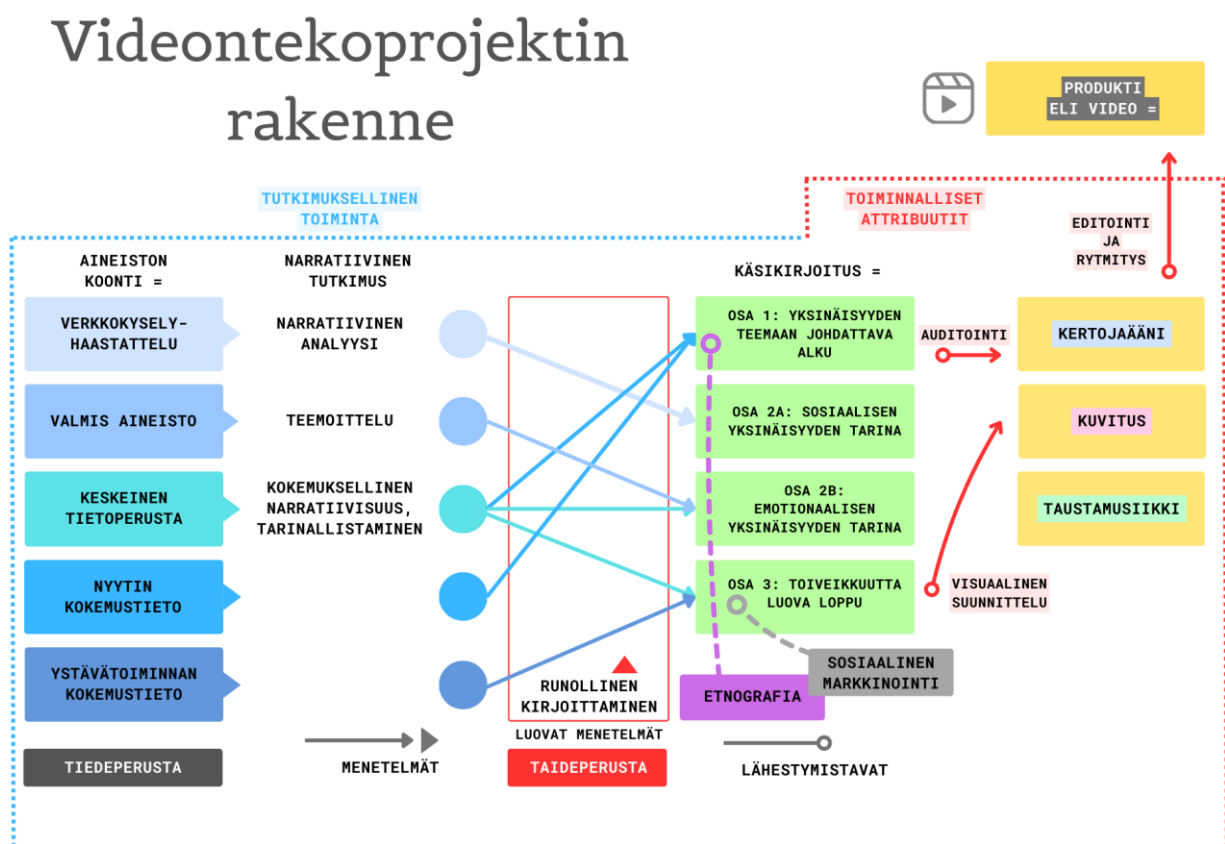 Videontekoprojektin
rakenne
PRODUKTI
ELI VIDEO =
TUTKIMUKSELLINEN
TOIMINTA
TOIMINNALLISET
ATTRIBUUTIT
EDITOINTI
JA
RYTMITYS
AINEISTON
KOONTI =
NARRATIIVINEN
TUTKIMUS
KÄSIKIRJOITUS =
VERKKOKYSELY-
HAASTATTELU
NARRATIIVINEN
ANALYYSI
OSA 1: YKSINÄISYYDEN
TEEMAAN JOHDATTAVA
ALKU
AUDITOINTI
KERTOJAÄÄNI
VALMIS AINEISTO
TEEMOITTELU
OSA 2A: SOSIAALISEN
YKSINÄISYYDEN TARINA
KUVITUS
KESKEINEN
TIETOPERUSTA
KOKEMUKSELLINEN
NARRATIIVISUUS,
TARINALLISTAMINEN
OSA 2B:
EMOTIONAALISEN
YKSINÄISYYDEN TARINA
TAUSTAMUSIIKKI
NYYTIN
KOKEMUSTIETO
OSA 3: TOIVEIKKUUTTA
LUOVA LOPPU
VISUAALINEN
SUUNNITTELU
YSTÄVÄTOIMINNAN
KOKEMUSTIETO
RUNOLLINEN
KIRJOITTAMINEN
ETNOGRAFIA
SOSIAALINEN
MARKKINOINTI
LUOVAT MENETELMÄT
TIEDEPERUSTA
MENETELMÄT
TAIDEPERUSTA
LÄHESTYMISTAVAT